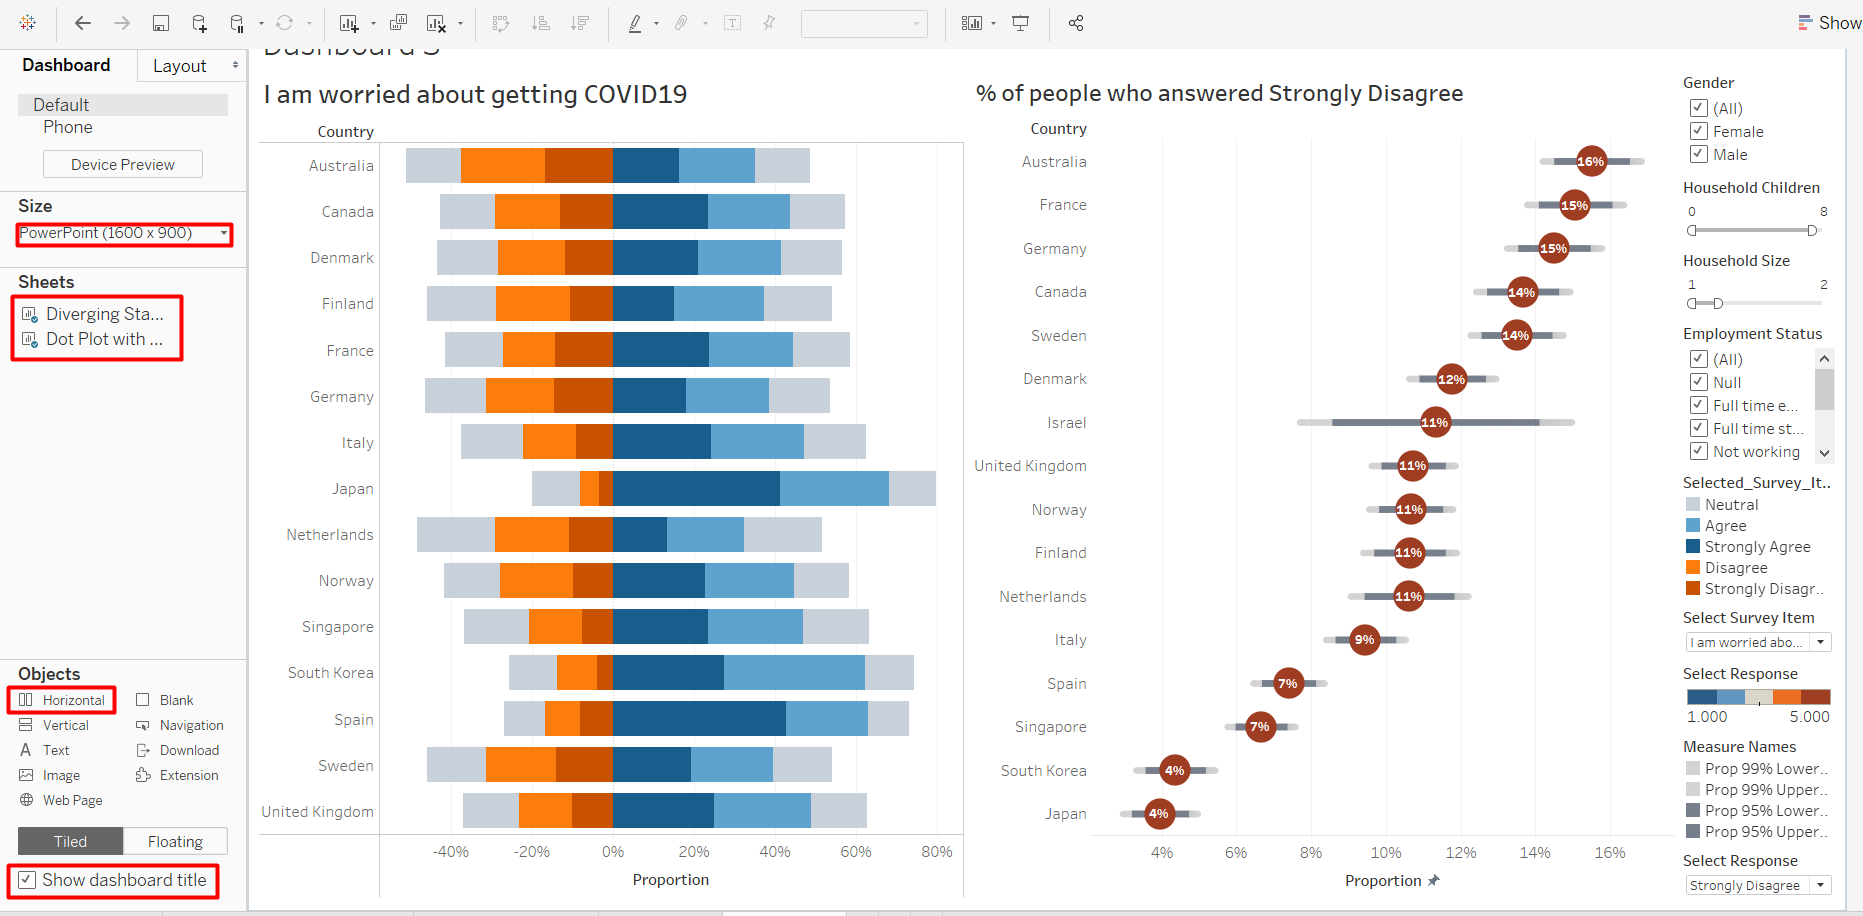 Show
Dashboard
Layout
Default
Phone
Device Preview
Size
PowerPoint (1600 x 900)
Sheets
Diverging Sta...
Dot Plot with ...
Objects
Horizontal
Blank
Vertical
Navigation
Text
Download
Image
Extension
Web Page
Tiled
Floating
Show dashboard title
I am worried about getting COVID19
Country
Australia
Canada
Denmark
Finland
France
Germany
Italy
Japan
Netherlands
Norway
Singapore
South Korea
Spain
Sweden
United Kingdom
-40%
-20%
0%
20%
40%
60%
80%
Proportion
% of people who answered Strongly Disagree
Country
Australia
16%
France
15%
Germany
15%
Canada
14%
Sweden
14%
Denmark
12%
Israel
11%
United Kingdom
11%
Norway
11%
Finland
11%
Netherlands
11%
Italy
9%
Spain
7%
Singapore
7%
South Korea
4%
Japan
4%
4%
6%
8%
10%
12%
14%
16%
Proportion
Gender
(All)
Female
Male
Household Children
0
8
Household Size
1
2
Employment Status
(All)
Null
Full time e...
Full time st...
Not working
Selected_Survey_It..
Neutral
Agree
Strongly Agree
Disagree
Strongly Disagr..
Select Survey Item
I am worried abo...
Select Response
1.000
5.000
Measure Names
Prop 99% Lower..
Prop 99% Upper..
Prop 95% Lower..
Prop 95% Upper..
Select Response
Strongly Disagree